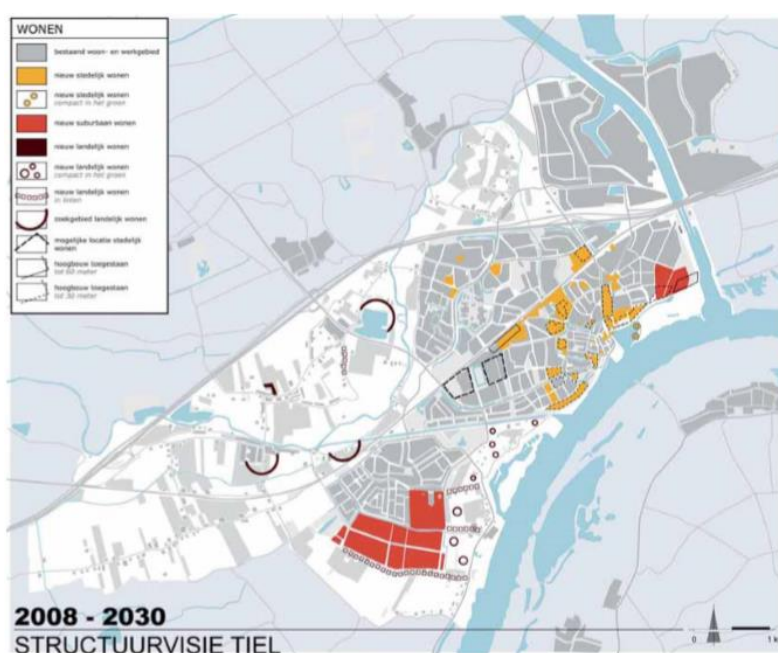 WONEN
bestaand woon- en werkgebied
nieuw stedelijk wonen
nieuw stedelijk wonen
compact in het groen
nieuw suburbaan wonen
nieuw landelijk wonen
nieuw landelijk wonen
compact in het groen
nieuw landelijk wonen
in linten
zoekgebied landelijk wonen
mogelijke locatie stedelijk
wonen
hoogbouw toegestaan
tot 60 meter
hoogbouw toegestaan
tot 30 meter
2008 - 2030
STRUCTUURVISIE TIEL
0 1 k